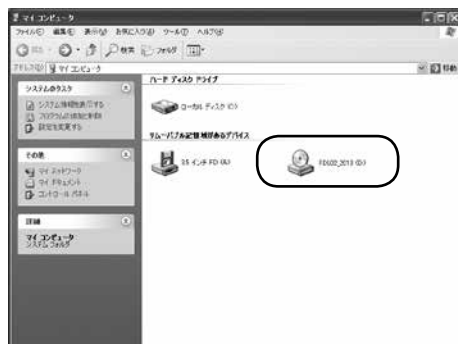 マイ コンピュータ
ファイル(F) 編集(E) 表示(V) お気に入り(A) ツール(T) ヘルプ(H)
戻る 検索 フォルダ
アドレス(D) マイ コンピュータ 移動
システムのタスク
システム情報を表示する
プログラムの追加と削除
設定を変更する
その他
マイ ネットワーク
マイ ドキュメント
コントロール パネル
詳細
マイ コンピュータ
システム フォルダ
ハード ディスク ドライブ
ローカル ディスク (C:)
リムーバブル記憶域があるデバイス
3.5 インチ FD (A:)